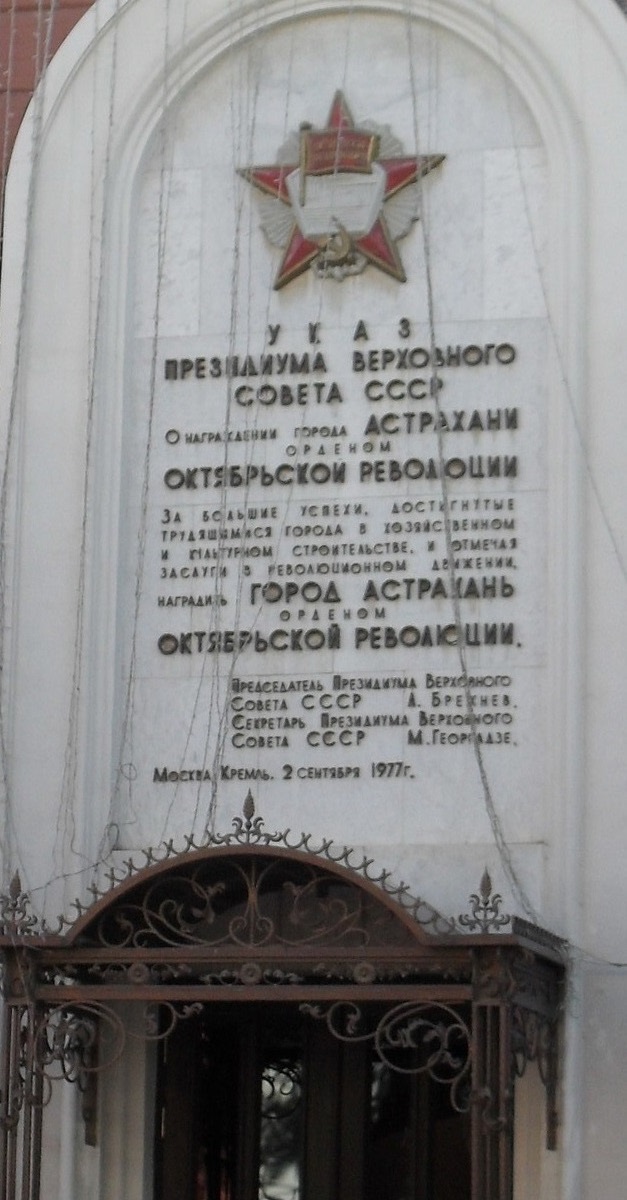 УКАЗ
ПРЕЗИДИУМА ВЕРХОВНОГО
СОВЕТА СССР
О НАГРАЖДЕНИИ ГОРОДА АСТРАХАНИ
ОРДЕНОМ
ОКТЯБРЬСКОЙ РЕВОЛЮЦИИ
ЗА БОЛЬШИЕ УСПЕХИ, ДОСТИГНУТЫЕ
ТРУДЯЩИМИСЯ ГОРОДА В ХОЗЯЙСТВЕННОМ
И КУЛЬТУРНОМ СТРОИТЕЛЬСТВЕ, И ОТМЕЧАЯ
ЗАСЛУГИ В РЕВОЛЮЦИОННОМ ДВИЖЕНИИ,
НАГРАДИТЬ ГОРОД АСТРАХАНЬ
ОРДЕНОМ
ОКТЯБРЬСКОЙ РЕВОЛЮЦИИ.
ПРЕДСЕДАТЕЛЬ ПРЕЗИДИУМА ВЕРХОВНОГО
СОВЕТА СССР Л. БРЕЖНЕВ.
СЕКРЕТАРЬ ПРЕЗИДИУМА ВЕРХОВНОГО
СОВЕТА СССР М.ГЕОРГАДЗЕ.
МОСКВА КРЕМЛЬ. 2 СЕНТЯБРЯ 1977Г.